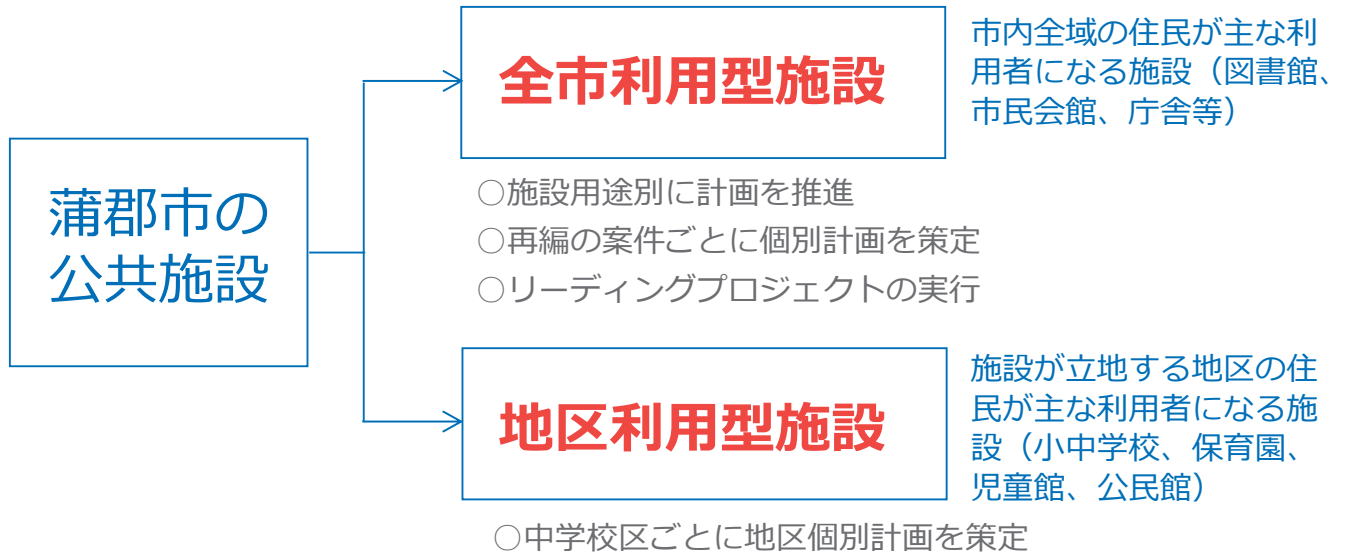 蒲郡市の
公共施設
全市利用型施設
市内全域の住民が主な利
用者になる施設（図書館、
市民会館、庁舎等）
○施設用途別に計画を推進
○再編の案件ごとに個別計画を策定
○リーディングプロジェクトの実行
地区利用型施設
施設が立地する地区の住
民が主な利用者になる施
設（小中学校、保育園、
児童館、公民館）
○中学校区ごとに地区個別計画を策定